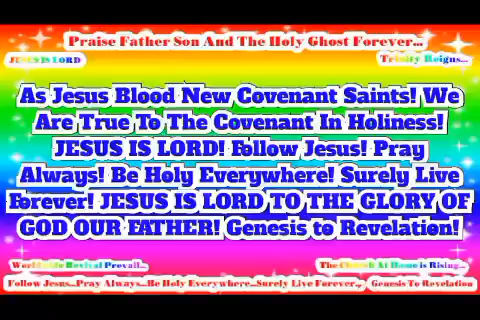 Praise Father Son And The Holy Ghost Forever...
JESUS IS LORD
Trinity Reigns...
As Jesus Blood New Covenant Saints! We
Are True To The Covenant In Holiness!
JESUS IS LORD! Follow Jesus! Pray
Always! Be Holy Everywhere! Surely Live
Forever! JESUS IS LORD TO THE GLORY OF
GOD OUR FATHER! Genesis to Revelation!
Worldwide Revival Prevail...
The Church At Home is Rising...
Follow Jesus...Pray Always...Be Holy Everywhere...Surely Live Forever...
Genesis To Revelation